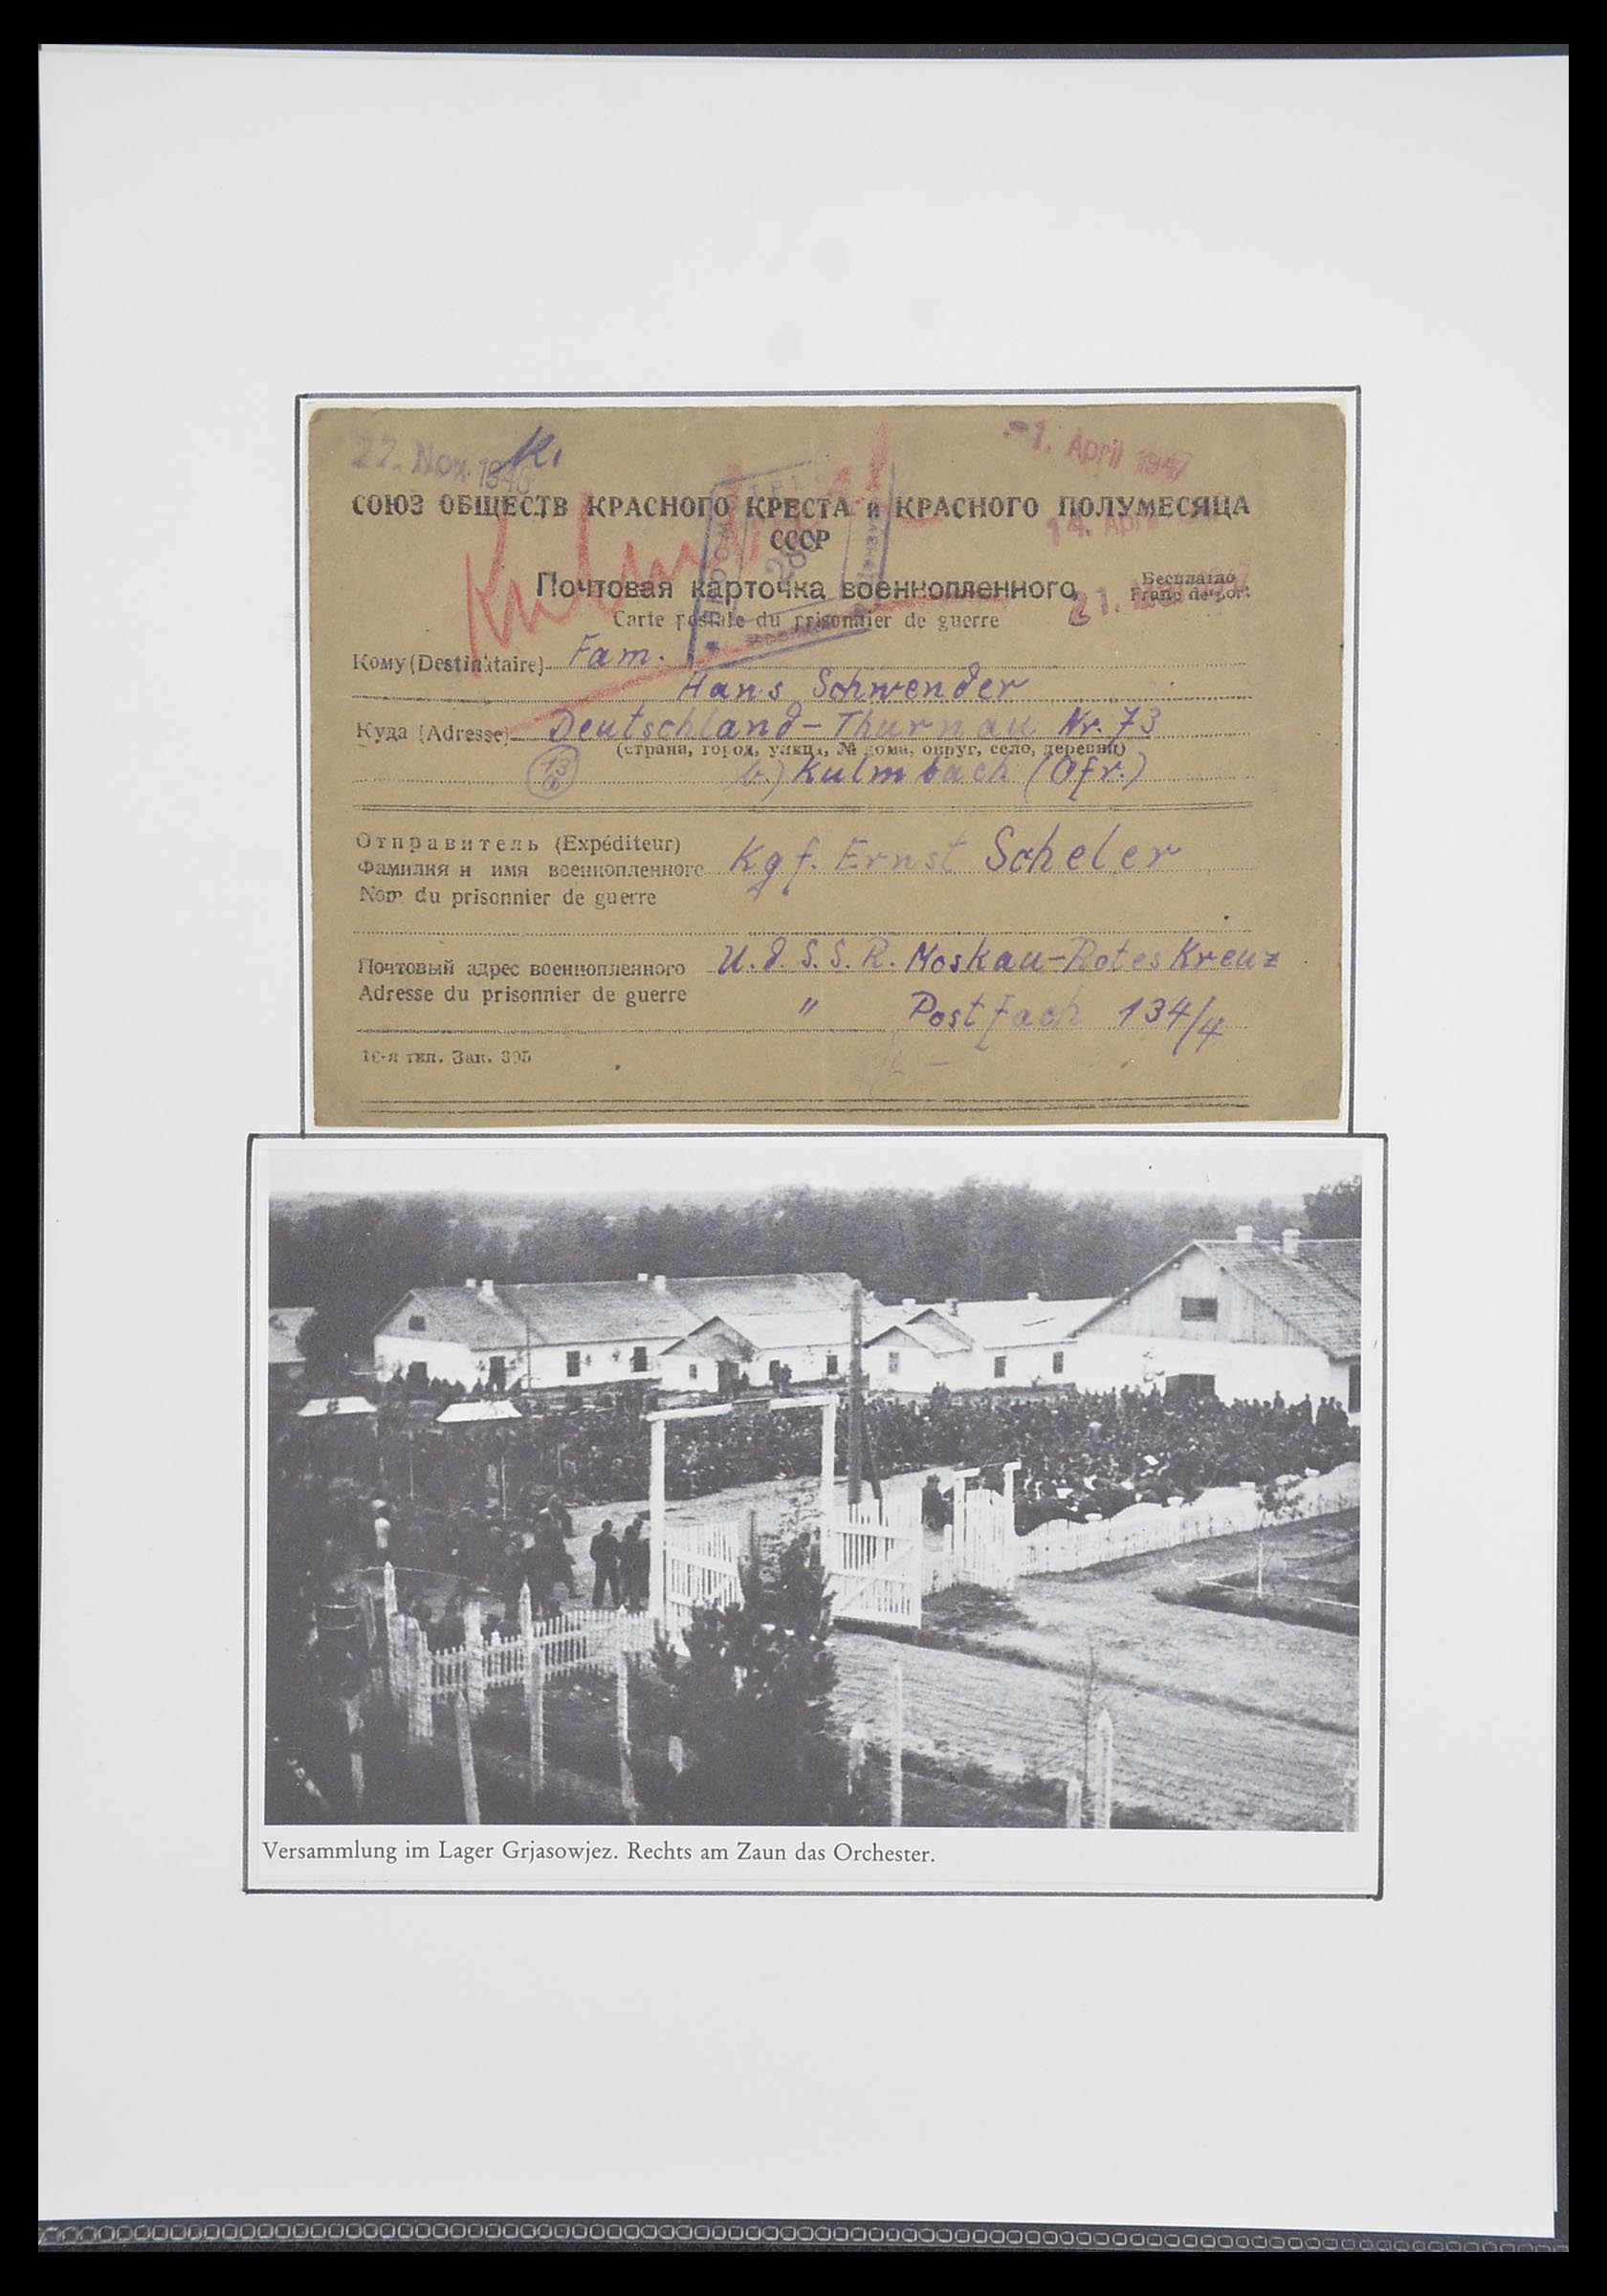 27. Nov. 1946
K.
-1. April 1947
СОЮЗ ОБЩЕСТВ КРАСНОГО КРЕСТА и КРАСНОГО ПОЛУМЕСЯЦА
14. April
СССР
Почтовая карточка военнопленного
Бесплатно
Franc de port
21.
Carte postale du prisonnier de guerre
Кому (Destinataire) Fam.
Hans Schwender
Куда (Adresse) Deutschland - Thurnau Nr. 73
(страна, город, улица, № дома, округ, село, деревня)
13a b.) Kulmbach (Ofr.)
Отправитель (Expéditeur)
Фамилия и имя военнопленного Kgf. Ernst Scheler
Nom du prisonnier de guerre
Почтовый адрес военнопленного U.d.S.S.R. Moskau-Rotes Kreuz
Adresse du prisonnier de guerre " Postfach 134/4
16-я тип. Зак. 395
Versammlung im Lager Grjasowjez. Rechts am Zaun das Orchester.